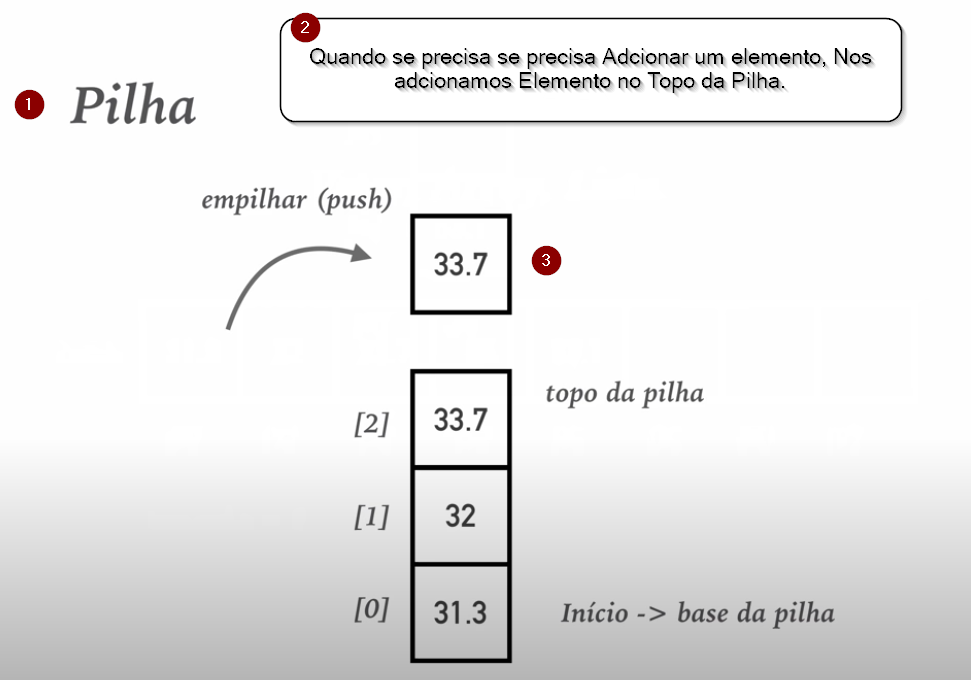 2
Quando se precisa se precisa Adcionar um elemento, Nos
adcionamos Elemento no Topo da Pilha.
1 Pilha
empilhar (push)
33.7 3
topo da pilha
[2] 33.7
[1] 32
[0] 31.3 Início -> base da pilha